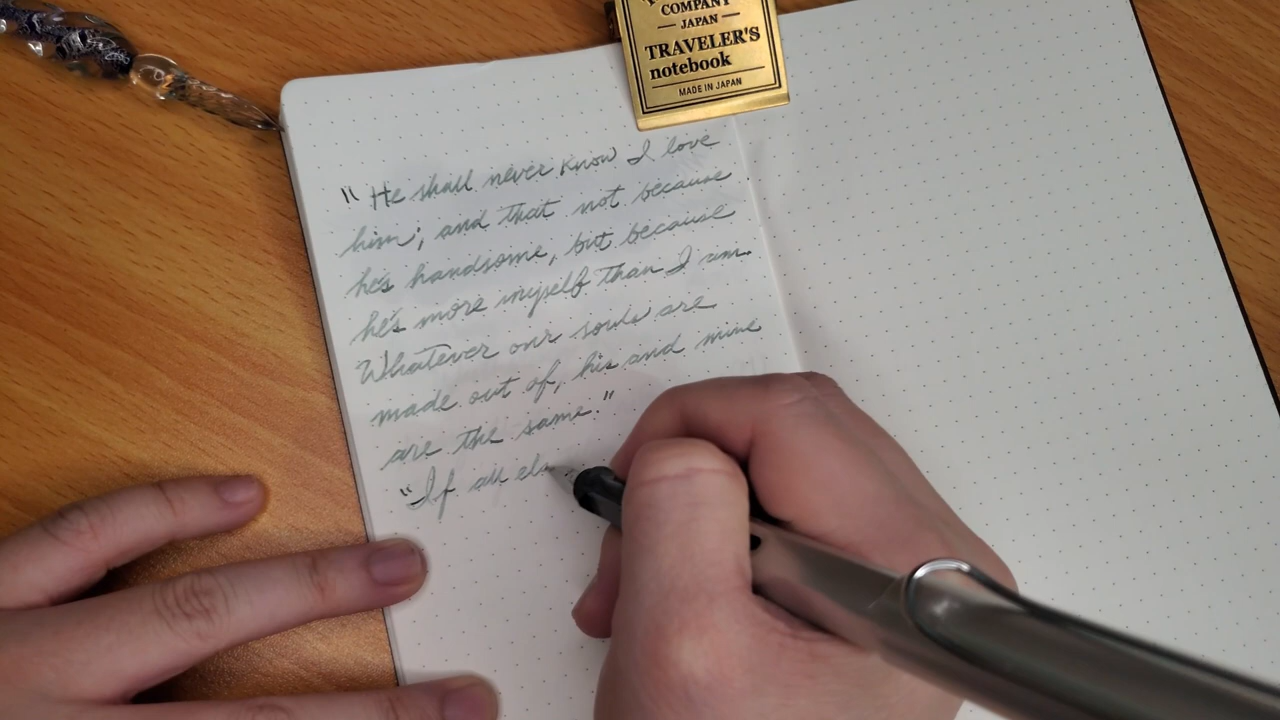 COMPANY
JAPAN
TRAVELER'S
notebook
MADE IN JAPAN
"He shall never know I love
him; and that not because
he's handsome, but because
he's more myself than I am.
Whatever our souls are
made out of, his and mine
are the same."
"If all els